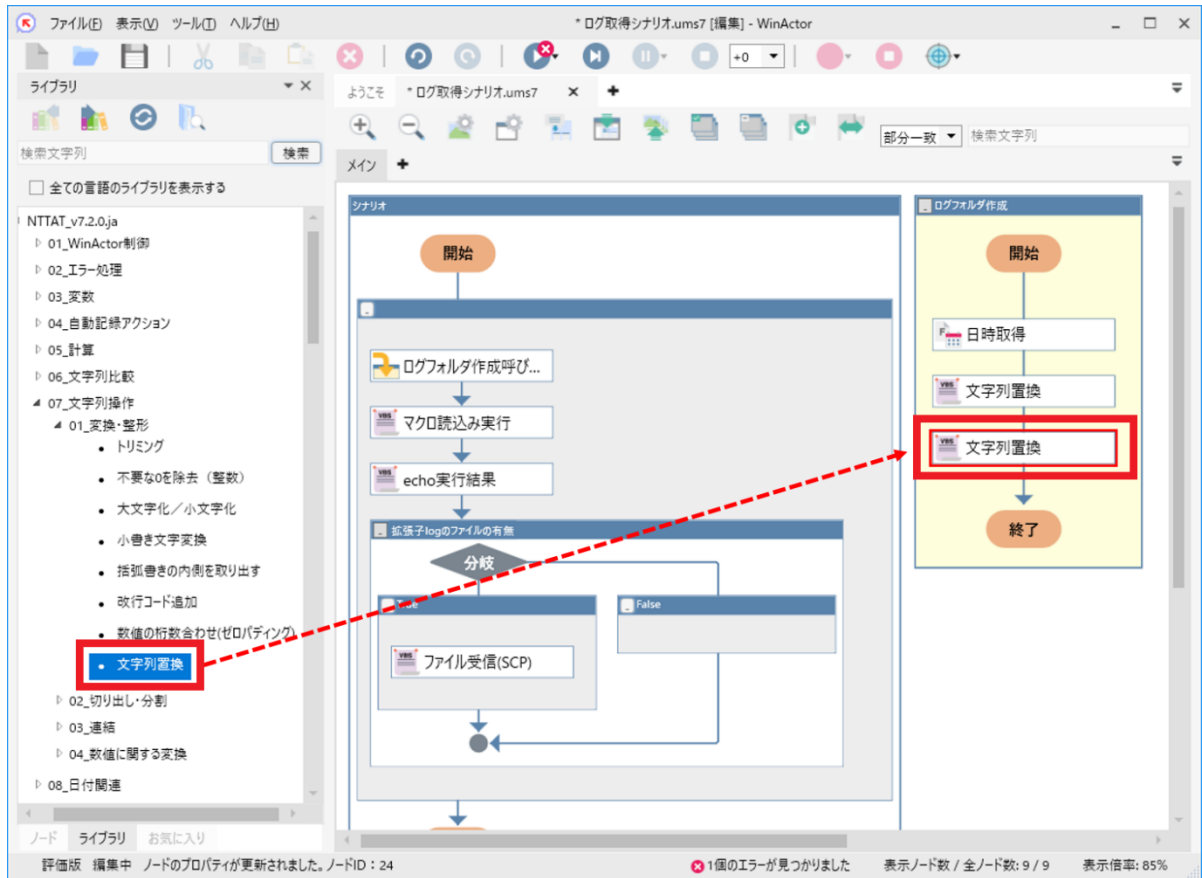 ファイル(F) 表示(V) ツール(T) ヘルプ(H)
* ログ取得シナリオ.ums7 [編集] - WinActor
+0
ライブラリ
ようこそ
* ログ取得シナリオ.ums7
検索文字列
検索
部分一致
検索文字列
全ての言語のライブラリを表示する
メイン
NTTAT_v7.2.0.ja
01_WinActor制御
02_エラー処理
03_変数
04_自動記録アクション
05_計算
06_文字列比較
07_文字列操作
01_変換・整形
トリミング
不要な0を除去（整数）
大文字化／小文字化
小書き文字変換
括弧書きの内側を取り出す
改行コード追加
数値の桁数合わせ(ゼロパディング)
文字列置換
02_切り出し・分割
03_連結
04_数値に関する変換
08_日付関連
ノード ライブラリ お気に入り
シナリオ
開始
ログフォルダ作成呼び...
VBS
マクロ読込み実行
VBS
echo実行結果
拡張子logのファイルの有無
分岐
True
False
VBS
ファイル受信(SCP)
ログフォルダ作成
開始
日時取得
VBS
文字列置換
VBS
文字列置換
終了
評価版 編集中 ノードのプロパティが更新されました。ノードID：24
1個のエラーが見つかりました
表示ノード数 / 全ノード数: 9 / 9
表示倍率: 85%